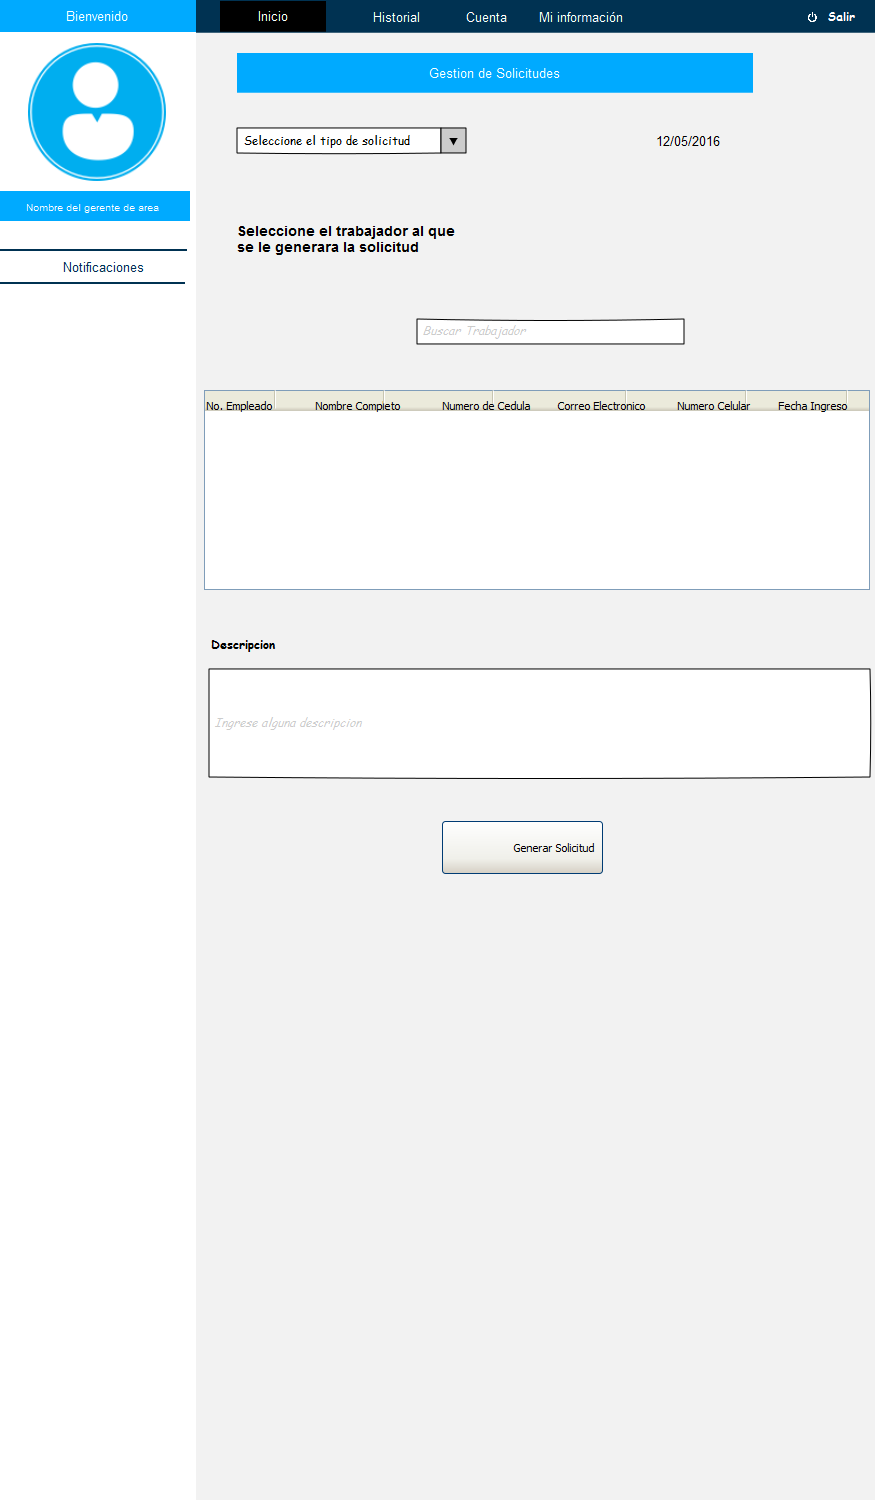 Bienvenido
Inicio
Historial
Cuenta
Mi información
Salir
Gestion de Solicitudes
Seleccione el tipo de solicitud
12/05/2016
Nombre del gerente de area
Notificaciones
Seleccione el trabajador al que
se le generara la solicitud
Buscar Trabajador
No. Empleado
Nombre Completo
Numero de Cedula
Correo Electronico
Numero Celular
Fecha Ingreso
Descripcion
Ingrese alguna descripcion
Generar Solicitud